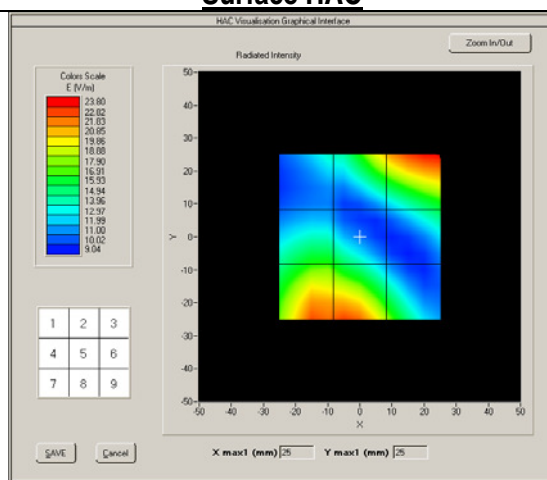 Surface HAC
HAC Visualisation Graphical Interface
Zoom In/Out
Radiated Intensity
Colors Scale
E (V/m)
23.80
22.82
21.83
20.85
19.86
18.88
17.90
16.91
15.93
14.94
13.96
12.97
11.99
11.00
10.02
9.04
50
40
30
20
10
Y 0
-10
-20
-30
-40
-50
-50 -40 -30 -20 -10 0 10 20 30 40 50
X
1 2 3
4 5 6
7 8 9
SAVE Cancel X max1 (mm) 25 Y max1 (mm) 25